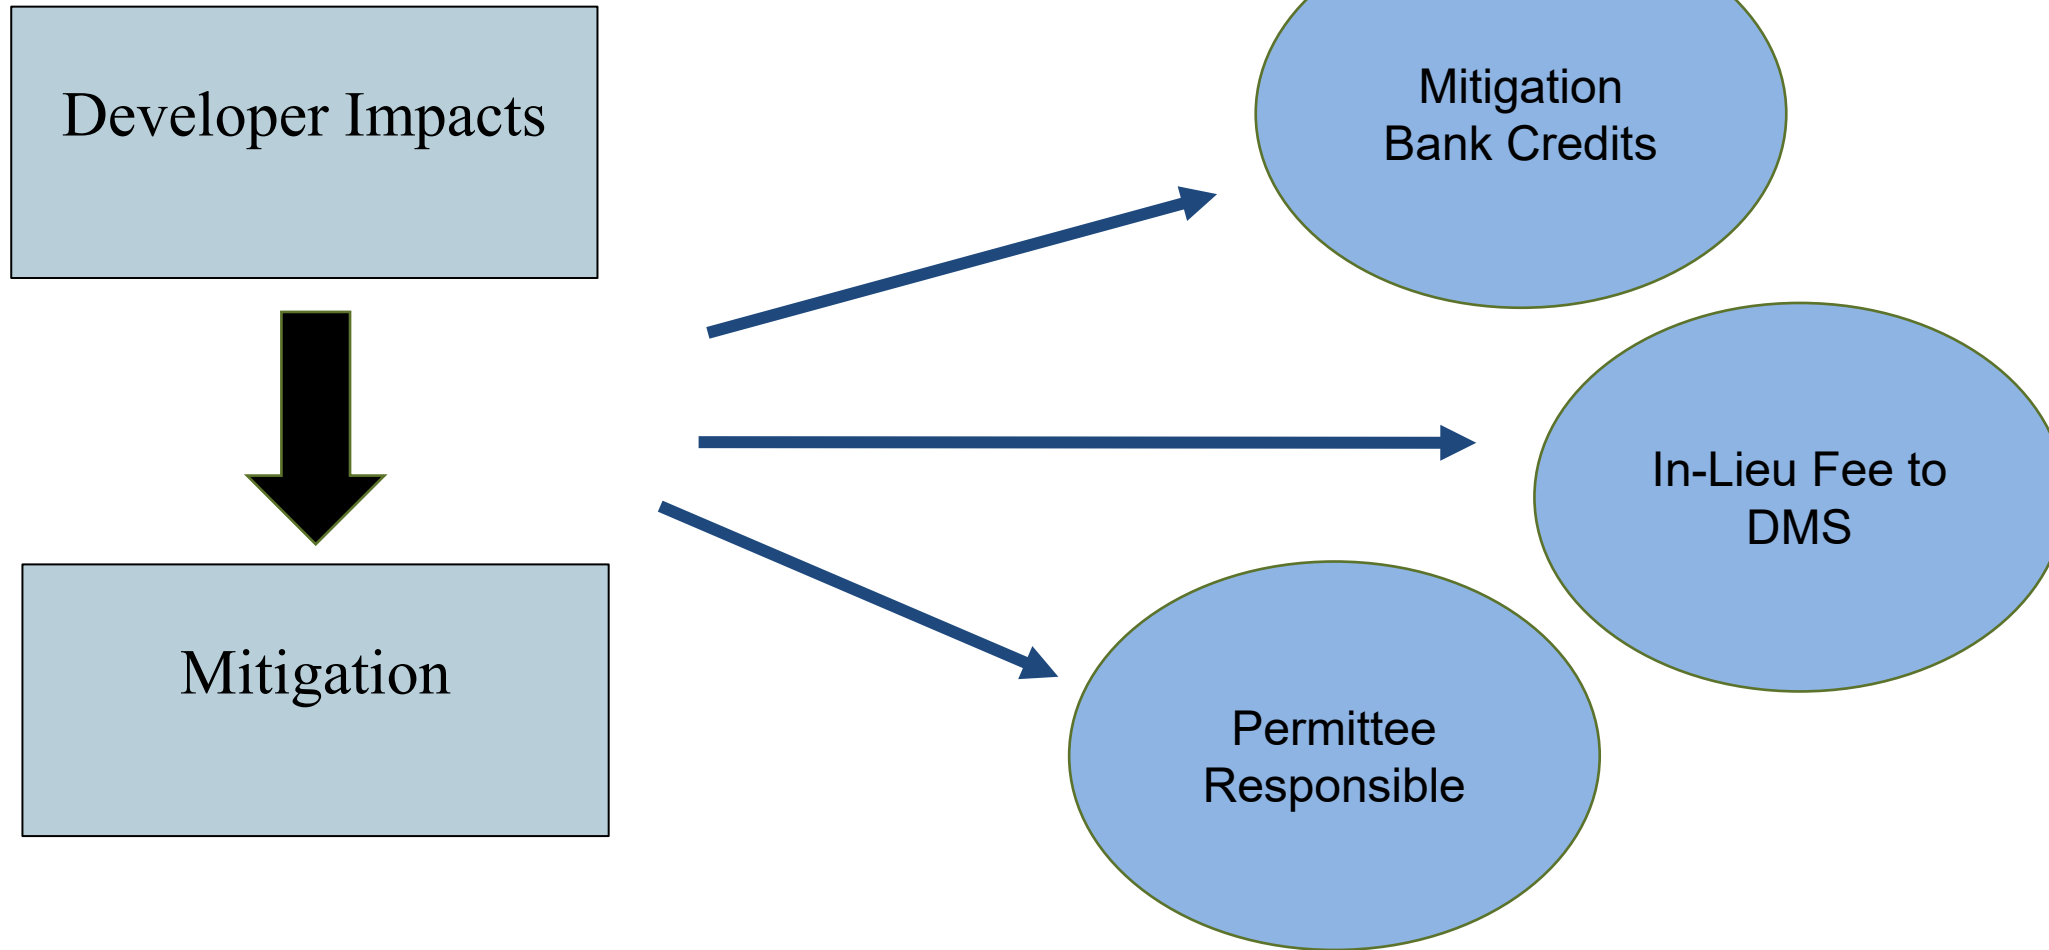 Developer Impacts
Mitigation
Mitigation
Bank Credits
In-Lieu Fee to
DMS
Permittee
Responsible